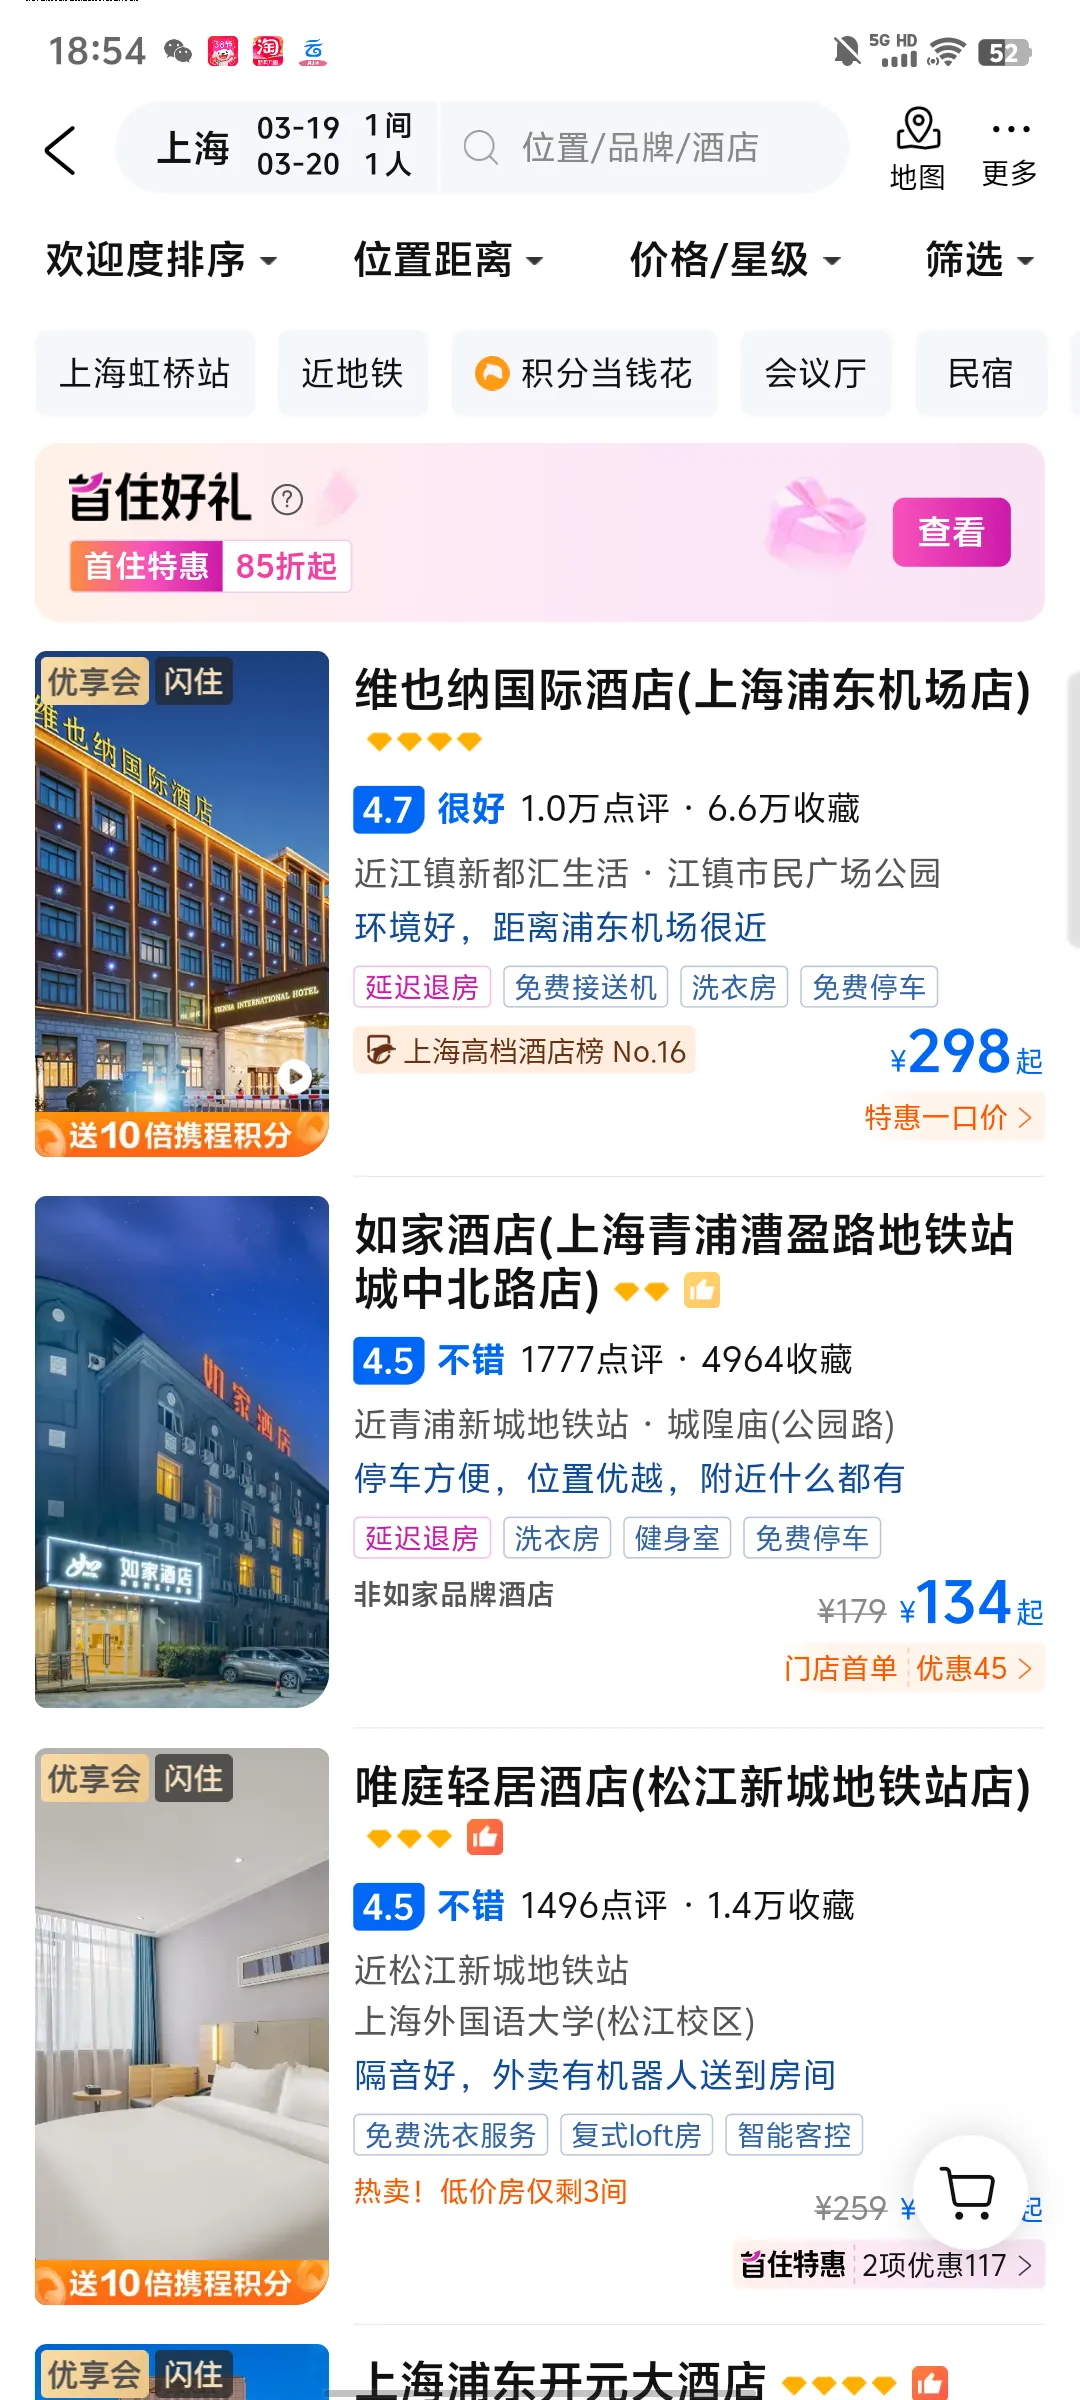 18:54
5G HD
52
上海
03-19 1间
03-20 1人
位置/品牌/酒店
地图
更多
欢迎度排序
位置距离
价格/星级
筛选
上海虹桥站
近地铁
积分当钱花
会议厅
民宿
首住好礼
首住特惠 85折起
查看
优享会 闪住
维也纳国际酒店
VIENNA INTERNATIONAL HOTEL
送10倍携程积分
维也纳国际酒店(上海浦东机场店)
4.7 很好 1.0万点评 · 6.6万收藏
近江镇新都汇生活 · 江镇市民广场公园
环境好，距离浦东机场很近
延迟退房 免费接送机 洗衣房 免费停车
上海高档酒店榜 No.16
¥298起
特惠一口价 >
如家酒店
如家酒店
如家酒店(上海青浦漕盈路地铁站
城中北路店)
4.5 不错 1777点评 · 4964收藏
近青浦新城地铁站 · 城隍庙(公园路)
停车方便，位置优越，附近什么都有
延迟退房 洗衣房 健身室 免费停车
非如家品牌酒店
¥179 ¥134起
门店首单 优惠45 >
优享会 闪住
送10倍携程积分
唯庭轻居酒店(松江新城地铁站店)
4.5 不错 1496点评 · 1.4万收藏
近松江新城地铁站
上海外国语大学(松江校区)
隔音好，外卖有机器人送到房间
免费洗衣服务 复式loft房 智能客控
热卖！低价房仅剩3间
¥259 ¥ 起
首住特惠 2项优惠117 >
优享会 闪住
上海浦东开元大酒店